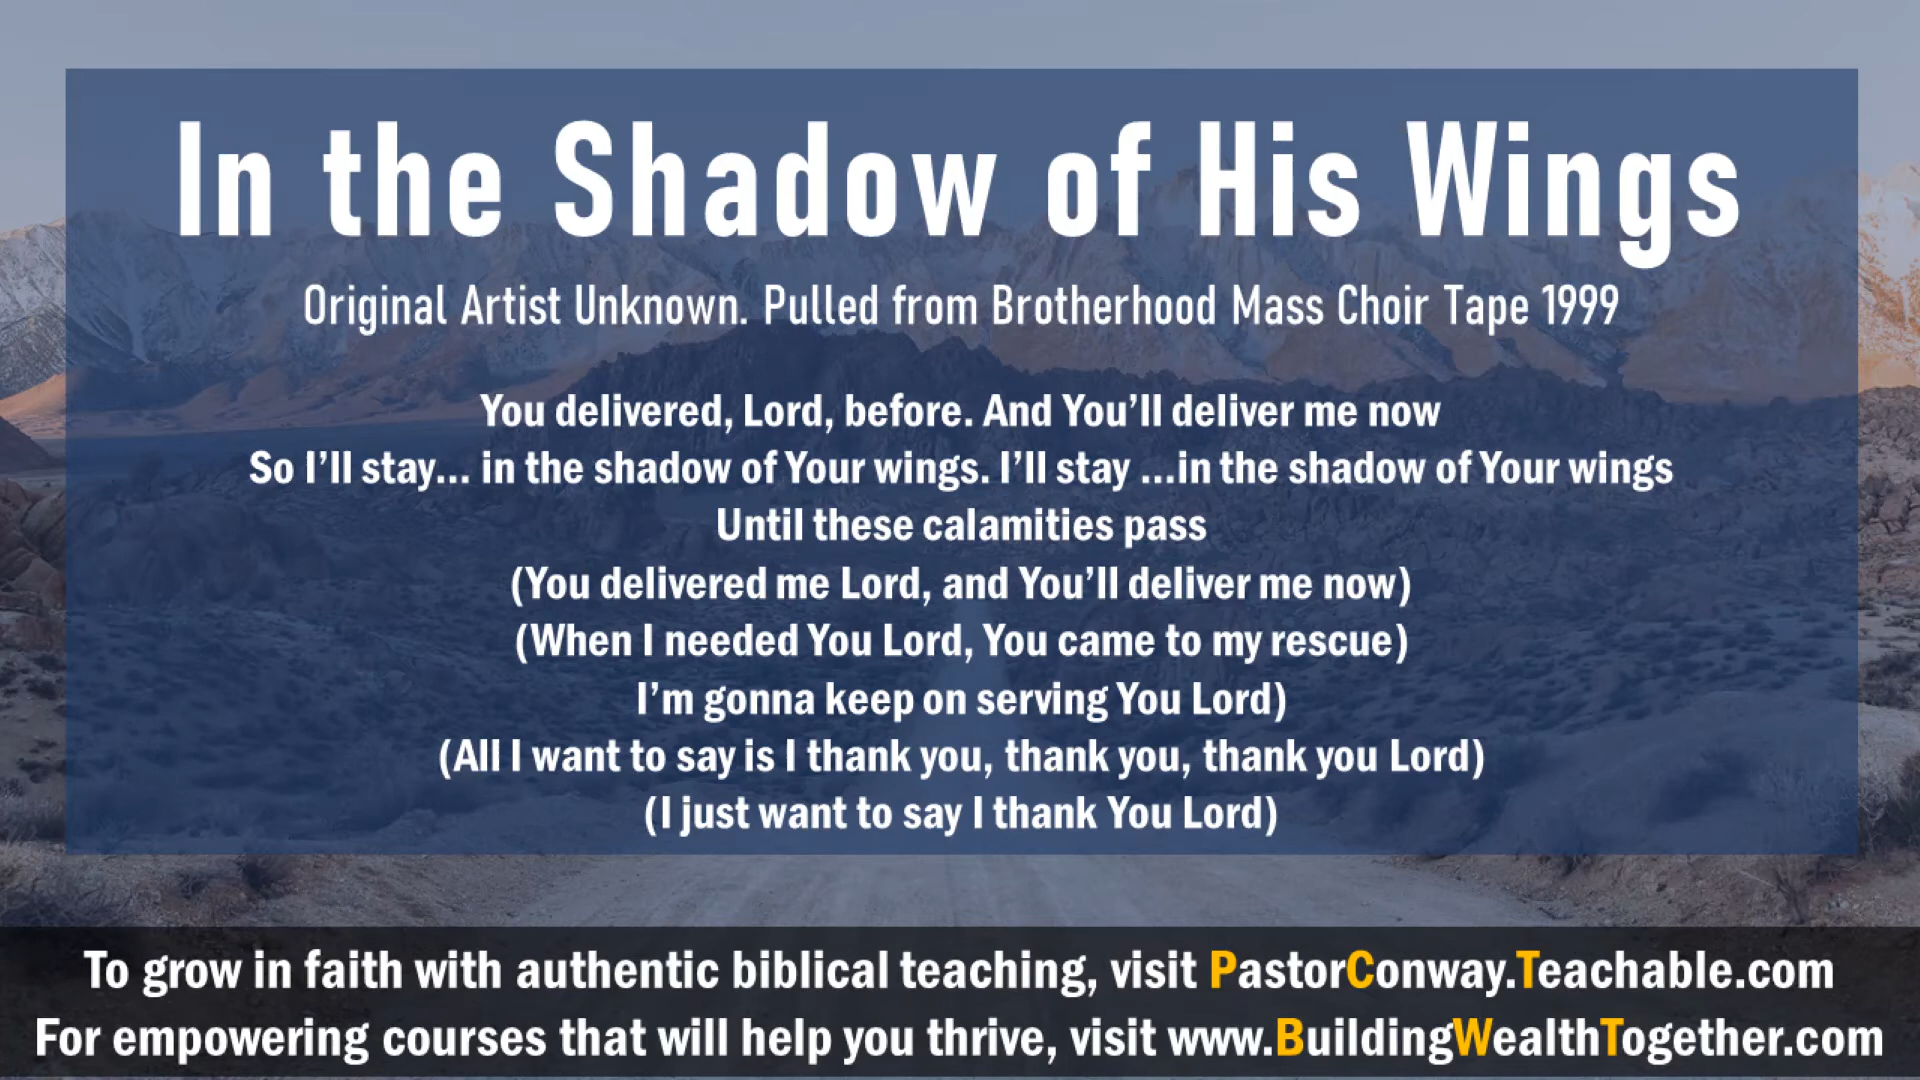 In the Shadow of His Wings
Original Artist Unknown. Pulled from Brotherhood Mass Choir Tape 1999
You delivered, Lord, before. And You’ll deliver me now
So I’ll stay... in the shadow of Your wings. I’ll stay ...in the shadow of Your wings
Until these calamities pass
(You delivered me Lord, and You’ll deliver me now)
(When I needed You Lord, You came to my rescue)
I’m gonna keep on serving You Lord)
(All I want to say is I thank you, thank you, thank you Lord)
(I just want to say I thank You Lord)
To grow in faith with authentic biblical teaching, visit PastorConway.Teachable.com
For empowering courses that will help you thrive, visit www.BuildingWealthTogether.com